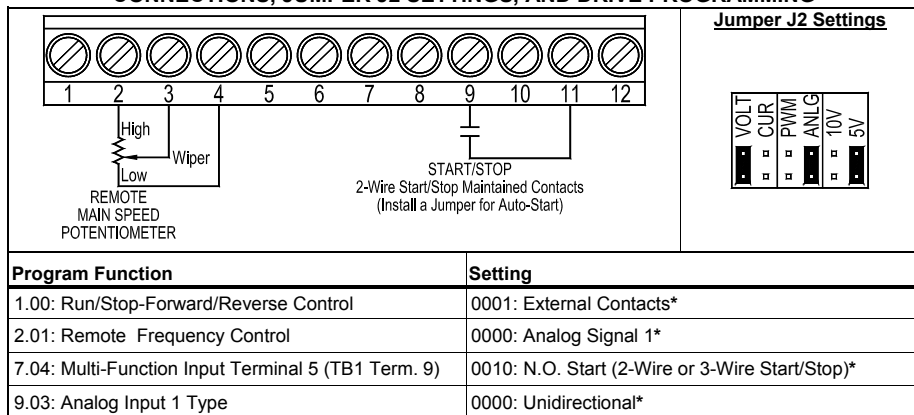 CONNECTIONS, JUMPER J2 SETTINGS, AND DRIVE PROGRAMMING
Jumper J2 Settings
1 2 3 4 5 6 7 8 9 10 11 12
High
Wiper
Low
REMOTE
MAIN SPEED
POTENTIOMETER
START/STOP
2-Wire Start/Stop Maintained Contacts
(Install a Jumper for Auto-Start)
VOLT
CUR
PWM
ANLG
10V
5V
Program Function Setting
1.00: Run/Stop-Forward/Reverse Control 0001: External Contacts*
2.01: Remote Frequency Control 0000: Analog Signal 1*
7.04: Multi-Function Input Terminal 5 (TB1 Term. 9) 0010: N.O. Start (2-Wire or 3-Wire Start/Stop)*
9.03: Analog Input 1 Type 0000: Unidirectional*